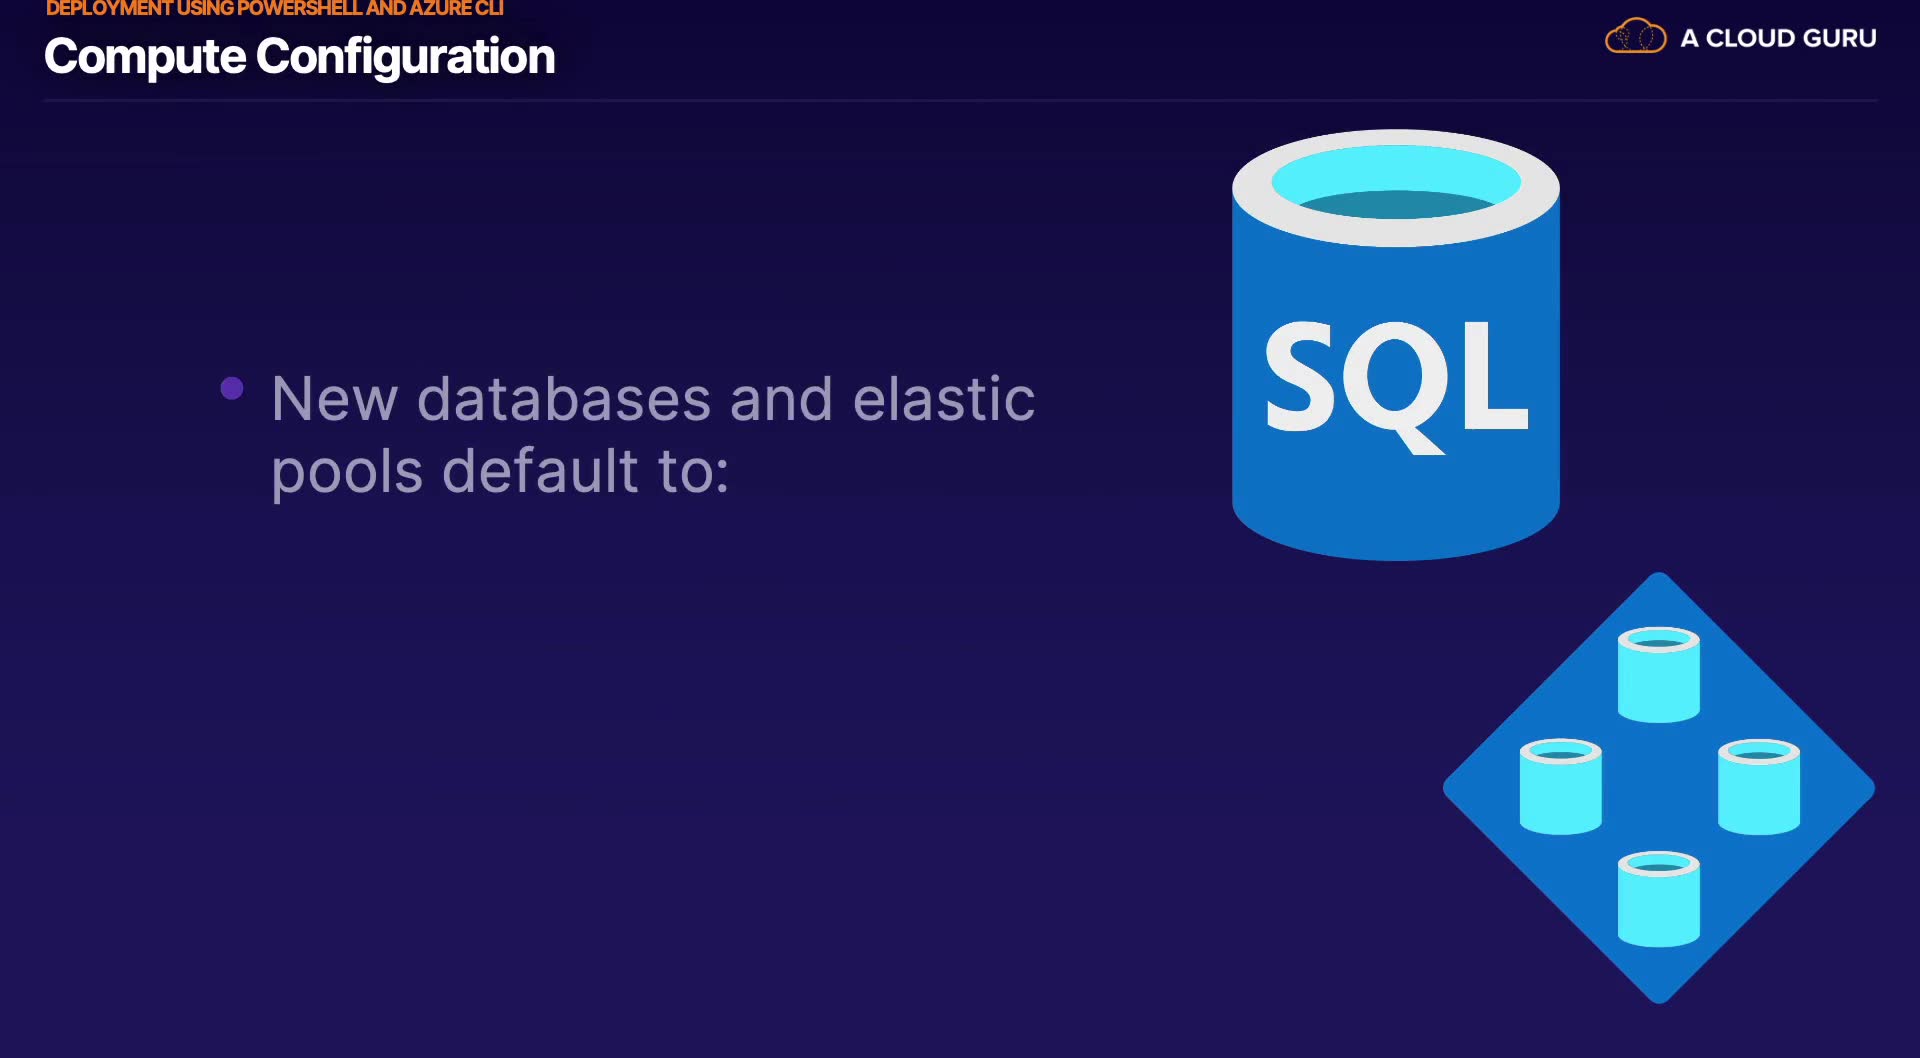 DEPLOYMENT USING POWERSHELL AND AZURE CLI
Compute Configuration
A CLOUD GURU
SQL
New databases and elastic
pools default to: